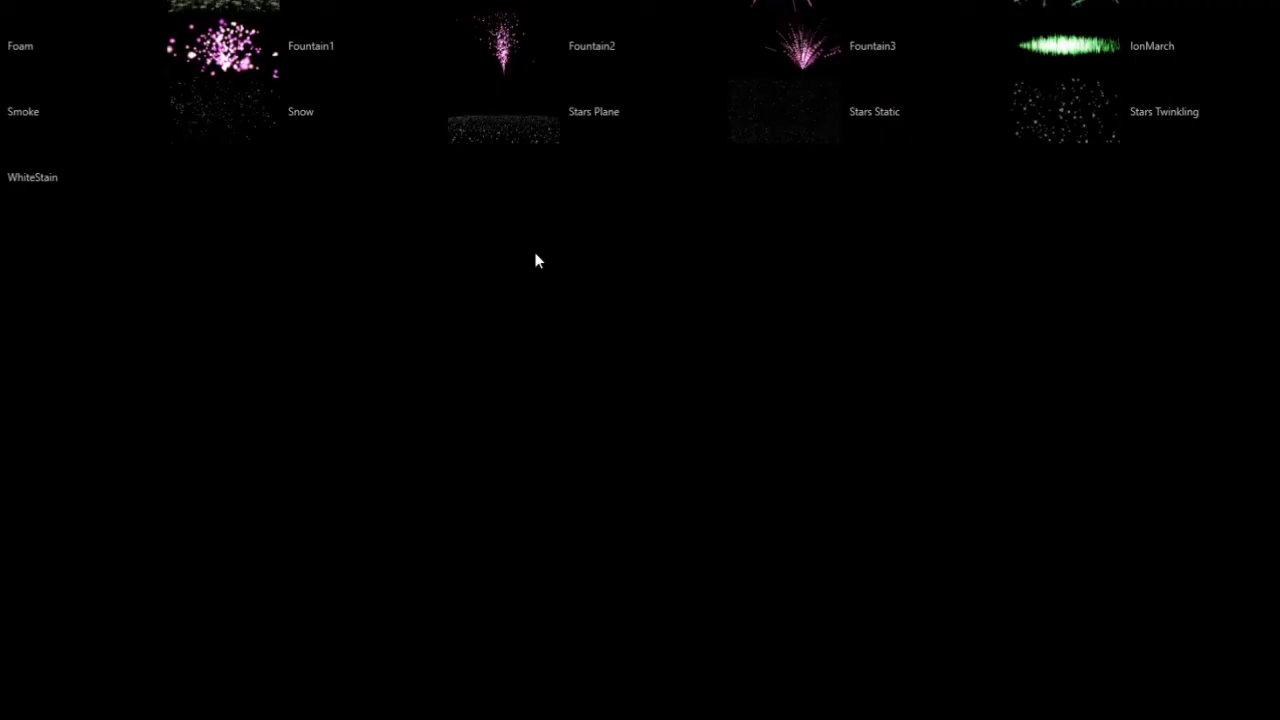 Foam Fountain1 Fountain2 Fountain3 IonMarch
Smoke Snow Stars Plane Stars Static Stars Twinkling
WhiteStain